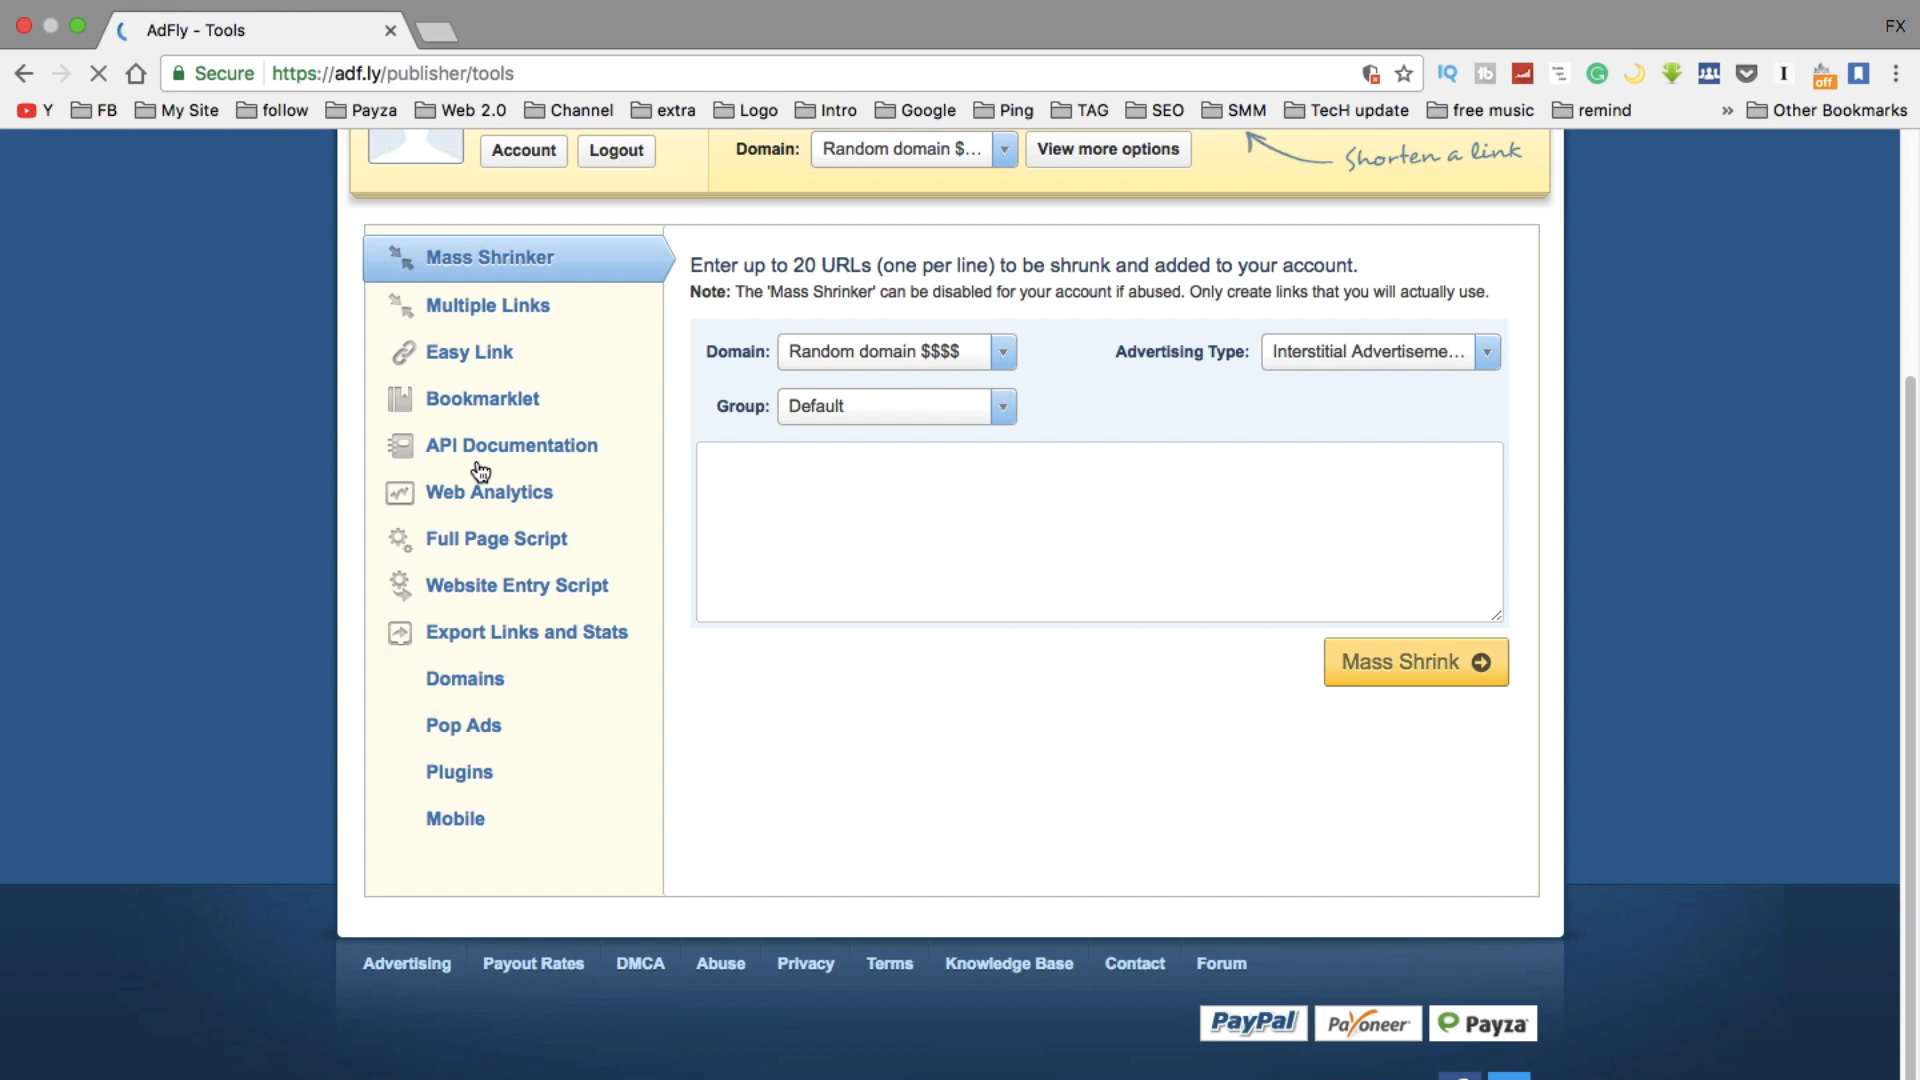 AdFly - Tools
FX
Secure https://adf.ly/publisher/tools
IQ tb I off
Y FB My Site follow Payza Web 2.0 Channel extra Logo Intro Google Ping TAG SEO SMM TecH update free music remind » Other Bookmarks
Account Logout Domain: Random domain $... View more options Shorten a link
Mass Shrinker
Multiple Links
Easy Link
Bookmarklet
API Documentation
Web Analytics
Full Page Script
Website Entry Script
Export Links and Stats
Domains
Pop Ads
Plugins
Mobile
Enter up to 20 URLs (one per line) to be shrunk and added to your account.
Note: The 'Mass Shrinker' can be disabled for your account if abused. Only create links that you will actually use.
Domain: Random domain $$$$ Advertising Type: Interstitial Advertiseme...
Group: Default
Mass Shrink
Advertising Payout Rates DMCA Abuse Privacy Terms Knowledge Base Contact Forum
PayPal Payoneer Payza